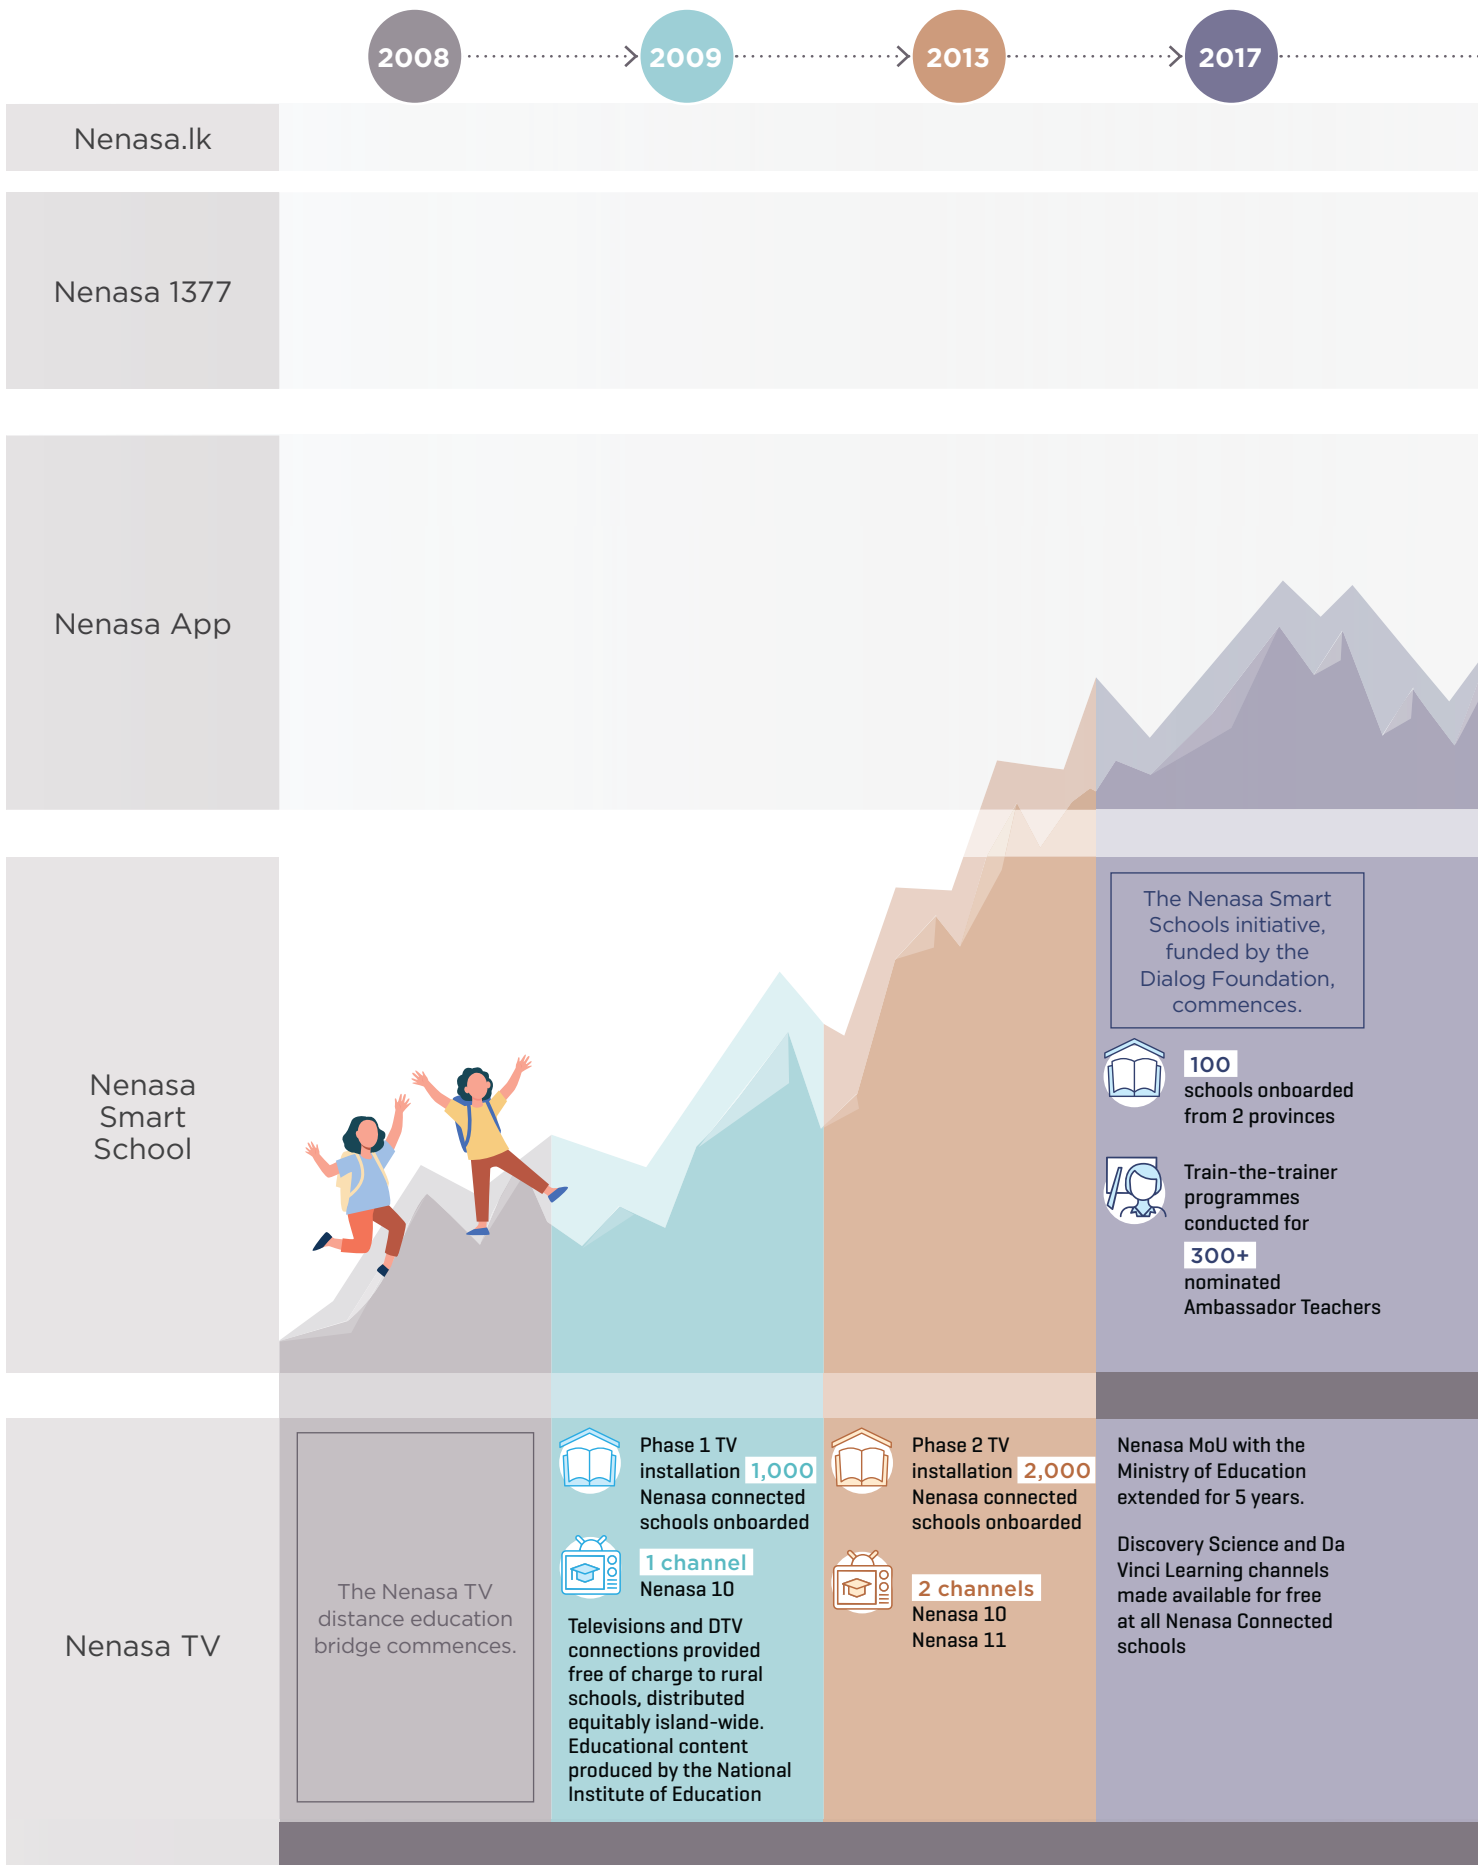 2008
2009
2013
2017
Nenasa.lk
Nenasa 1377
Nenasa App
Nenasa
Smart
School
The Nenasa Smart
Schools initiative,
funded by the
Dialog Foundation,
commences.
100
schools onboarded
from 2 provinces
Train-the-trainer
programmes
conducted for
300+
nominated
Ambassador Teachers
Nenasa TV
The Nenasa TV
distance education
bridge commences.
Phase 1 TV
installation 1,000
Nenasa connected
schools onboarded
1 channel
Nenasa 10
Televisions and DTV
connections provided
free of charge to rural
schools, distributed
equitably island-wide.
Educational content
produced by the National
Institute of Education
Phase 2 TV
installation 2,000
Nenasa connected
schools onboarded
2 channels
Nenasa 10
Nenasa 11
Nenasa MoU with the
Ministry of Education
extended for 5 years.
Discovery Science and Da
Vinci Learning channels
made available for free
at all Nenasa Connected
schools